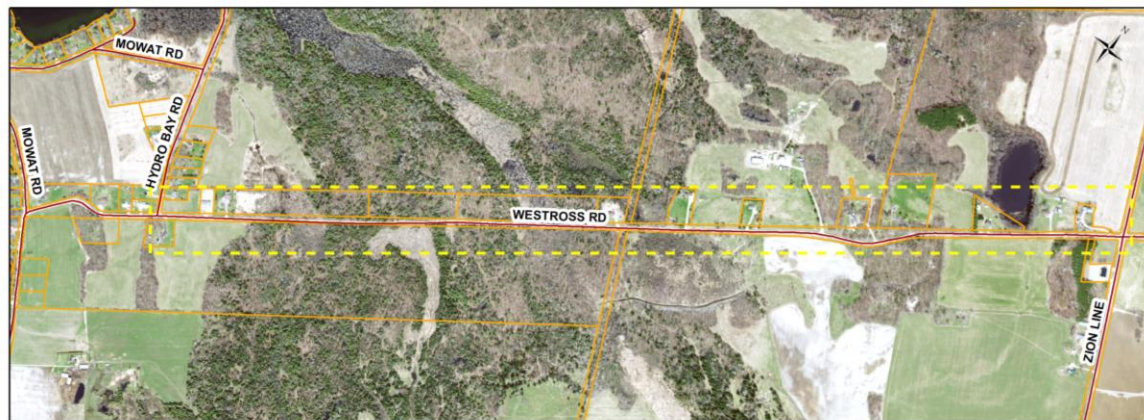 MOWAT RD
N
MOWAT RD
HYDRO BAY RD
WESTROSS RD
ZION LINE